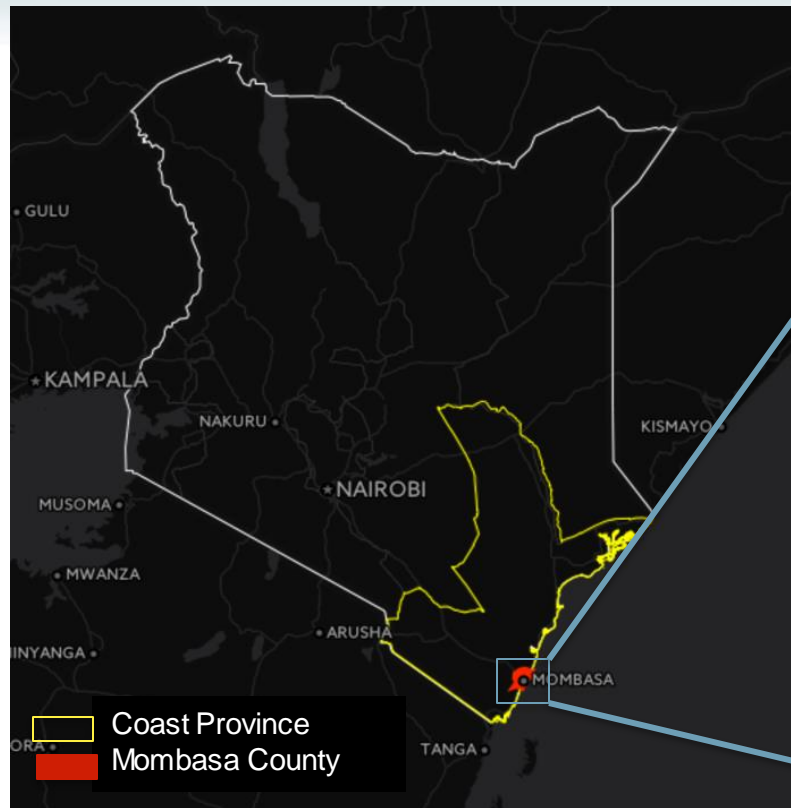 GULU
KAMPALA
NAKURU
KISMAYO
NAIROBI
MUSOMA
MWANZA
ARUSHA
INYANGA
MOMBASA
Coast Province
ORA
Mombasa County
TANGA